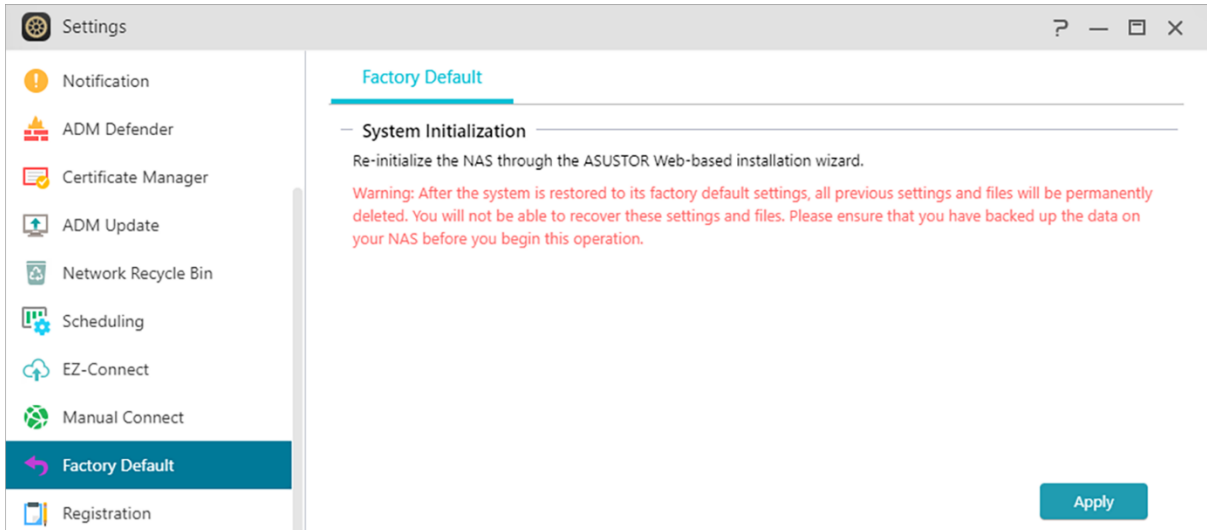 Settings
Notification
ADM Defender
Certificate Manager
ADM Update
Network Recycle Bin
Scheduling
EZ-Connect
Manual Connect
Factory Default
Registration
Factory Default
System Initialization
Re-initialize the NAS through the ASUSTOR Web-based installation wizard.
Warning: After the system is restored to its factory default settings, all previous settings and files will be permanently
deleted. You will not be able to recover these settings and files. Please ensure that you have backed up the data on
your NAS before you begin this operation.
Apply